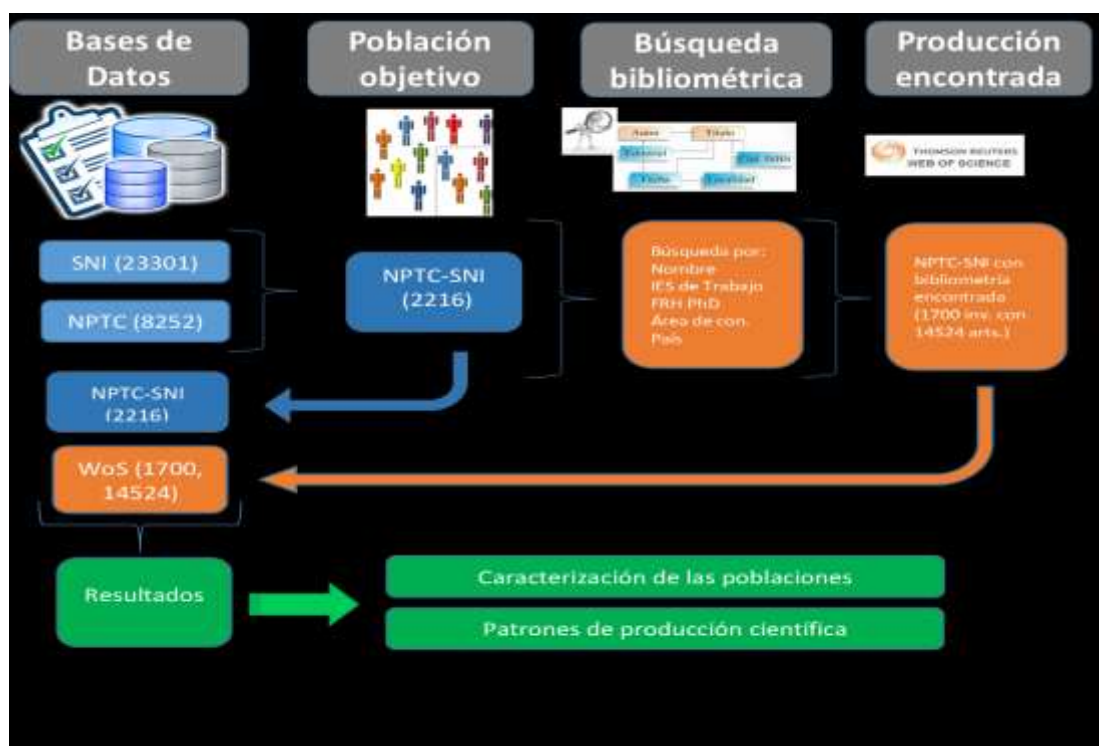 Bases de
Datos
Población
objetivo
Búsqueda
bibliométrica
Producción
encontrada
Autor
Título
THOMSON REUTERS
WEB OF SCIENCE
SNI (23301)
NPTC (8252)
NPTC-SNI
(2216)
Búsqueda por:
Nombre
IES de Trabajo
FRH PhD
Área de con.
País
NPTC-SNI con
bibliometría
encontrada
(1700 inv. con
14524 arts.)
NPTC-SNI
(2216)
WoS (1700,
14524)
Resultados
Caracterización de las poblaciones
Patrones de producción científica